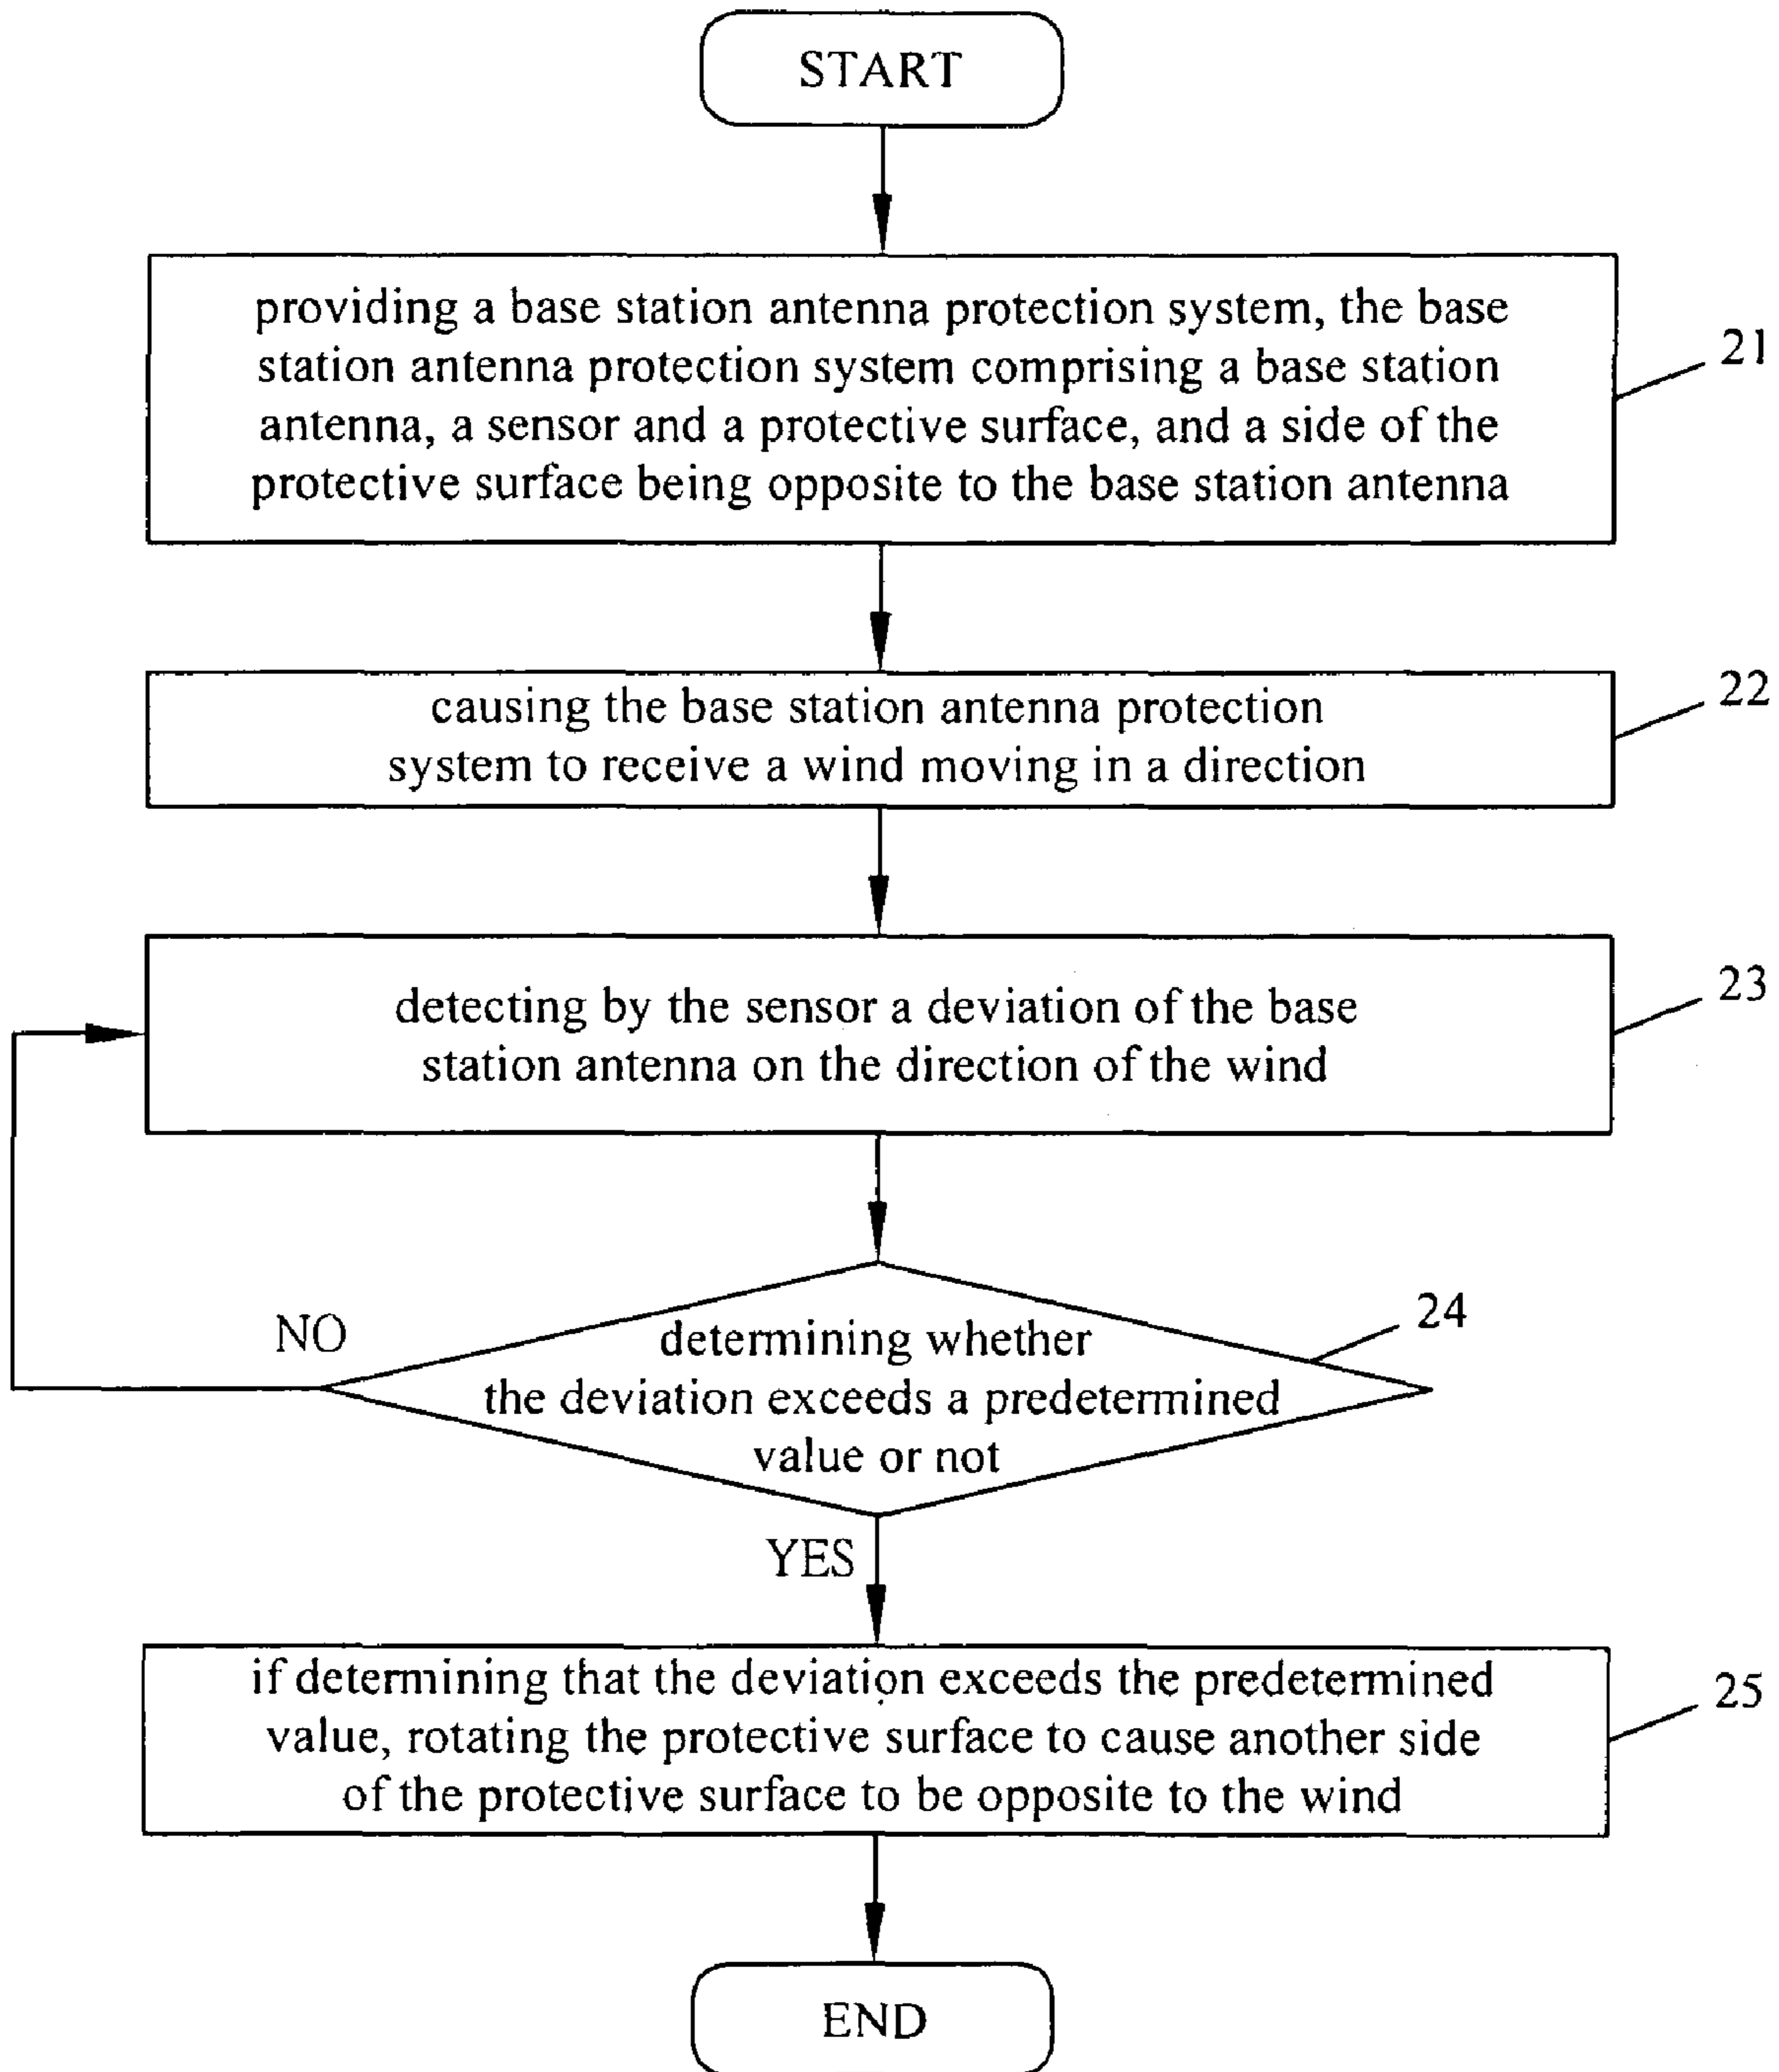 START
providing a base station antenna protection system, the base
station antenna protection system comprising a base station
antenna, a sensor and a protective surface, and a side of the
protective surface being opposite to the base station antenna
21
causing the base station antenna protection
system to receive a wind moving in a direction
22
detecting by the sensor a deviation of the base
station antenna on the direction of the wind
23
NO
determining whether
the deviation exceeds a predetermined
value or not
24
YES
if determining that the deviation exceeds the predetermined
value, rotating the protective surface to cause another side
of the protective surface to be opposite to the wind
25
END